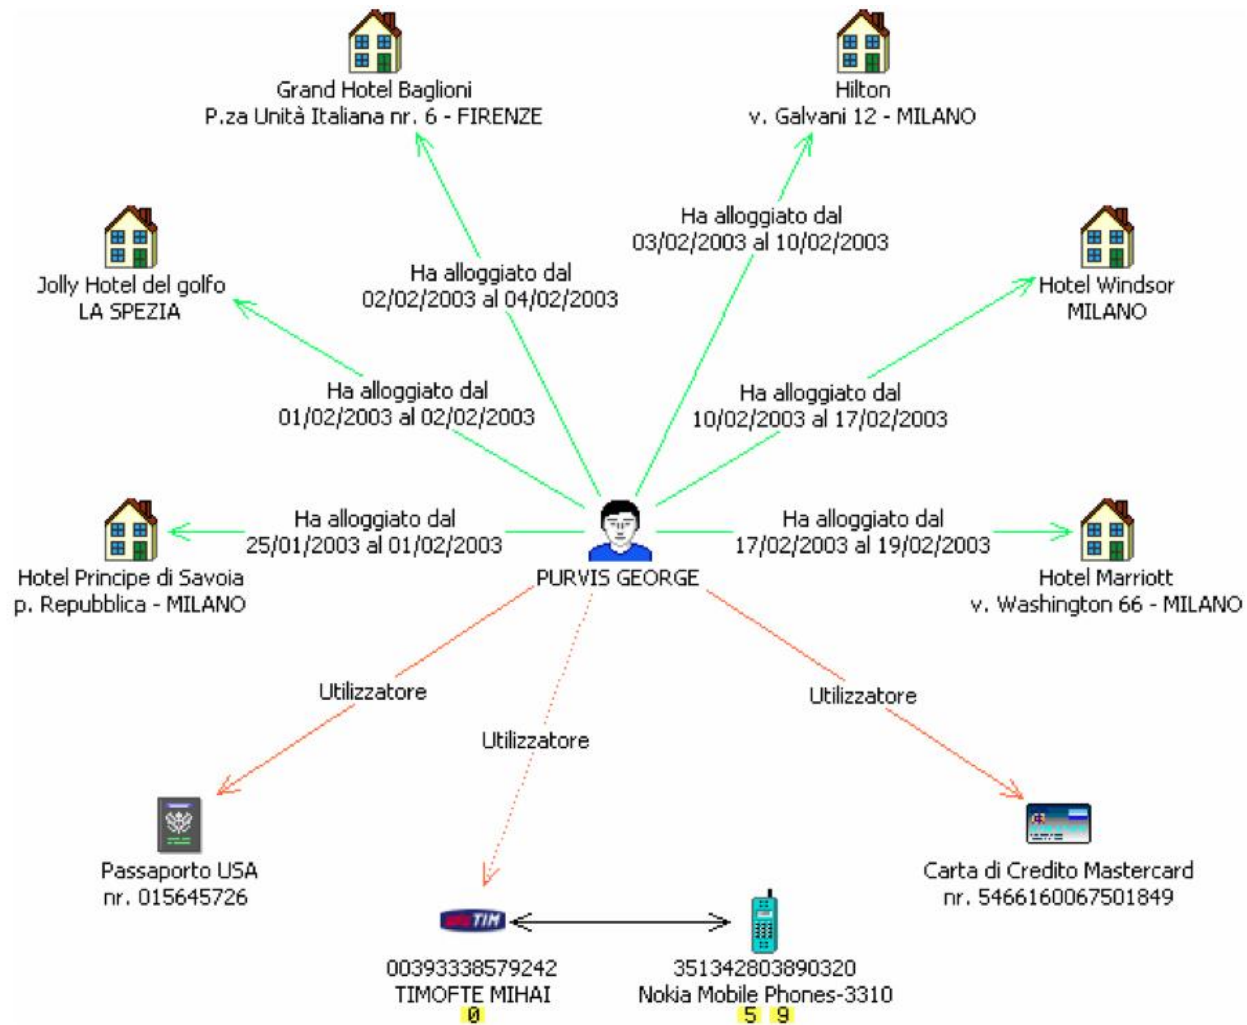 Grand Hotel Baglioni
P.za Unità Italiana nr. 6 - FIRENZE
Hilton
v. Galvani 12 - MILANO
Ha alloggiato dal
03/02/2003 al 10/02/2003
Ha alloggiato dal
02/02/2003 al 04/02/2003
Jolly Hotel del golfo
LA SPEZIA
Hotel Windsor
MILANO
Ha alloggiato dal
01/02/2003 al 02/02/2003
Ha alloggiato dal
10/02/2003 al 17/02/2003
Ha alloggiato dal
25/01/2003 al 01/02/2003
Ha alloggiato dal
17/02/2003 al 19/02/2003
Hotel Principe di Savoia
p. Repubblica - MILANO
PURVIS GEORGE
Hotel Marriott
v. Washington 66 - MILANO
Utilizzatore
Utilizzatore
Utilizzatore
Passaporto USA
nr. 015645726
Carta di Credito Mastercard
nr. 5466160067501849
TIM
00393338579242
TIMOFTE MIHAI
0
351342803890320
Nokia Mobile Phones-3310
5 9